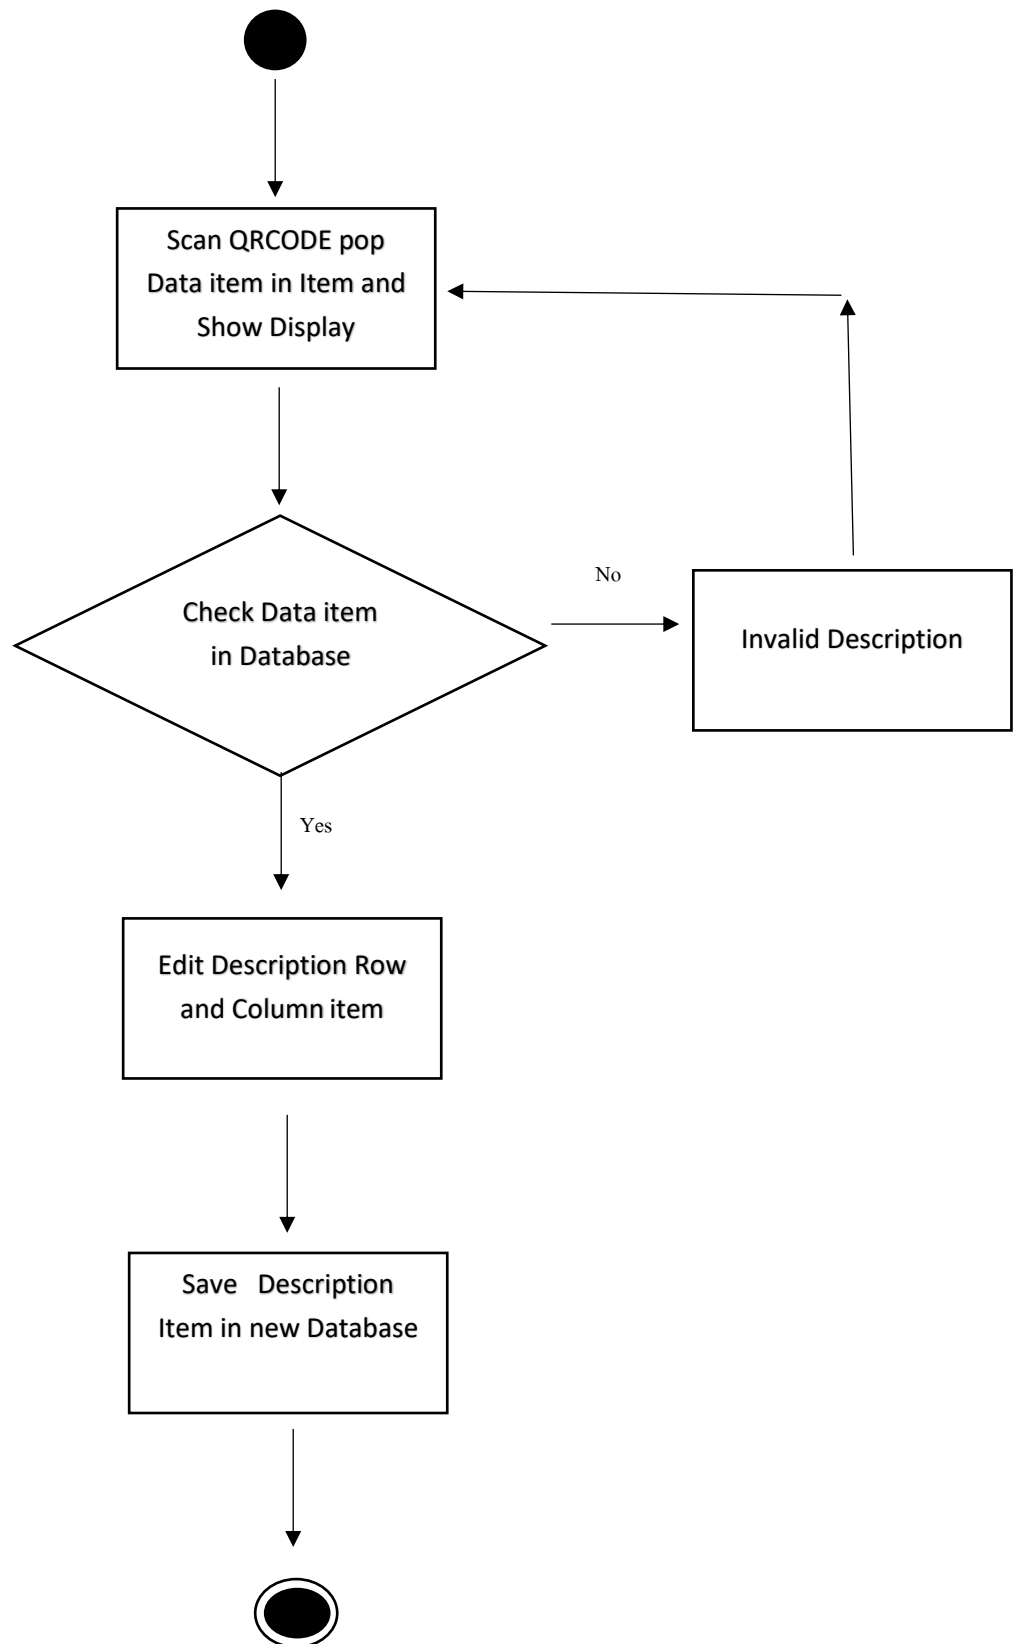 Scan QRCODE pop
Data item in Item and
Show Display
Check Data item
in Database
No
Invalid Description
Yes
Edit Description Row
and Column item
Save Description
Item in new Database